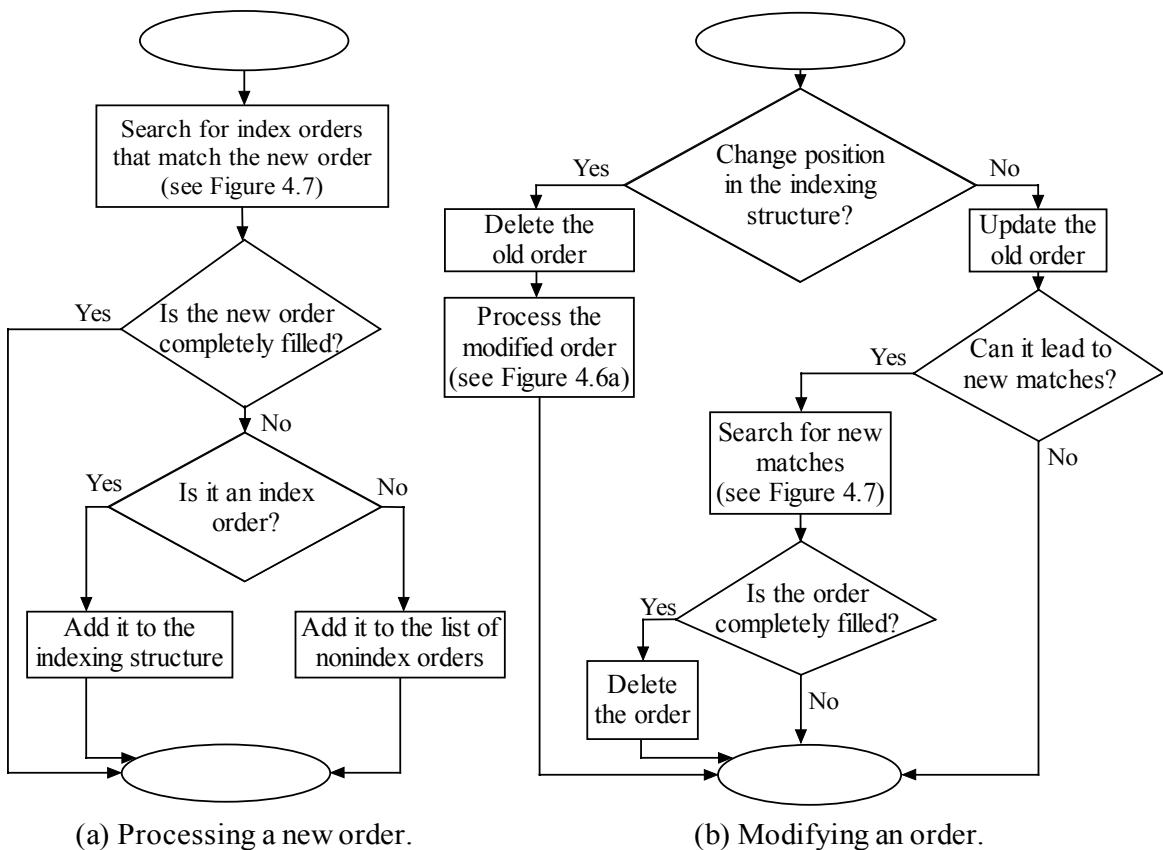 Search for index orders
that match the new order
(see Figure 4.7)
Is the new order
completely filled?
Yes
No
Is it an index
order?
Yes
No
Add it to the
indexing structure
Add it to the list of
nonindex orders
(a) Processing a new order.
Change position
in the indexing
structure?
Yes
No
Delete the
old order
Process the
modified order
(see Figure 4.6a)
Update the
old order
Can it lead to
new matches?
Yes
No
Search for new
matches
(see Figure 4.7)
Is the order
completely filled?
Yes
No
Delete
the order
(b) Modifying an order.